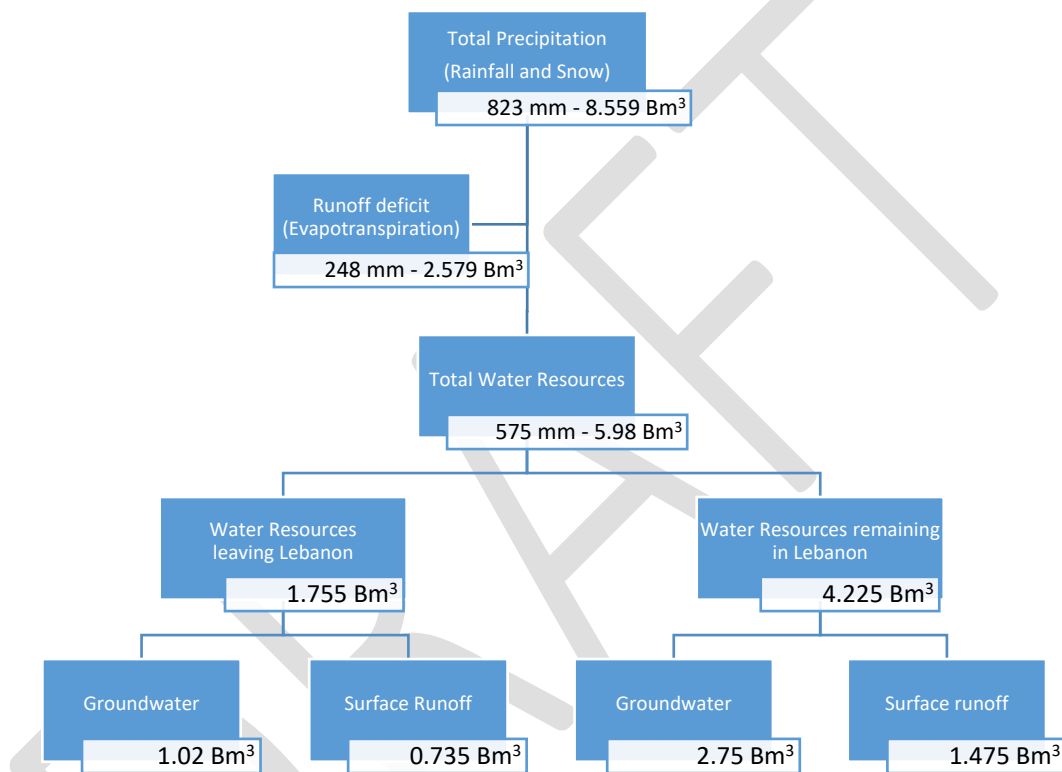 Total Precipitation
(Rainfall and Snow)
823 mm - 8.559 Bm³
Runoff deficit
(Evapotranspiration)
248 mm - 2.579 Bm³
Total Water Resources
575 mm - 5.98 Bm³
Water Resources
leaving Lebanon
1.755 Bm³
Water Resources remaining
in Lebanon
4.225 Bm³
Groundwater
1.02 Bm³
Surface Runoff
0.735 Bm³
Groundwater
2.75 Bm³
Surface runoff
1.475 Bm³